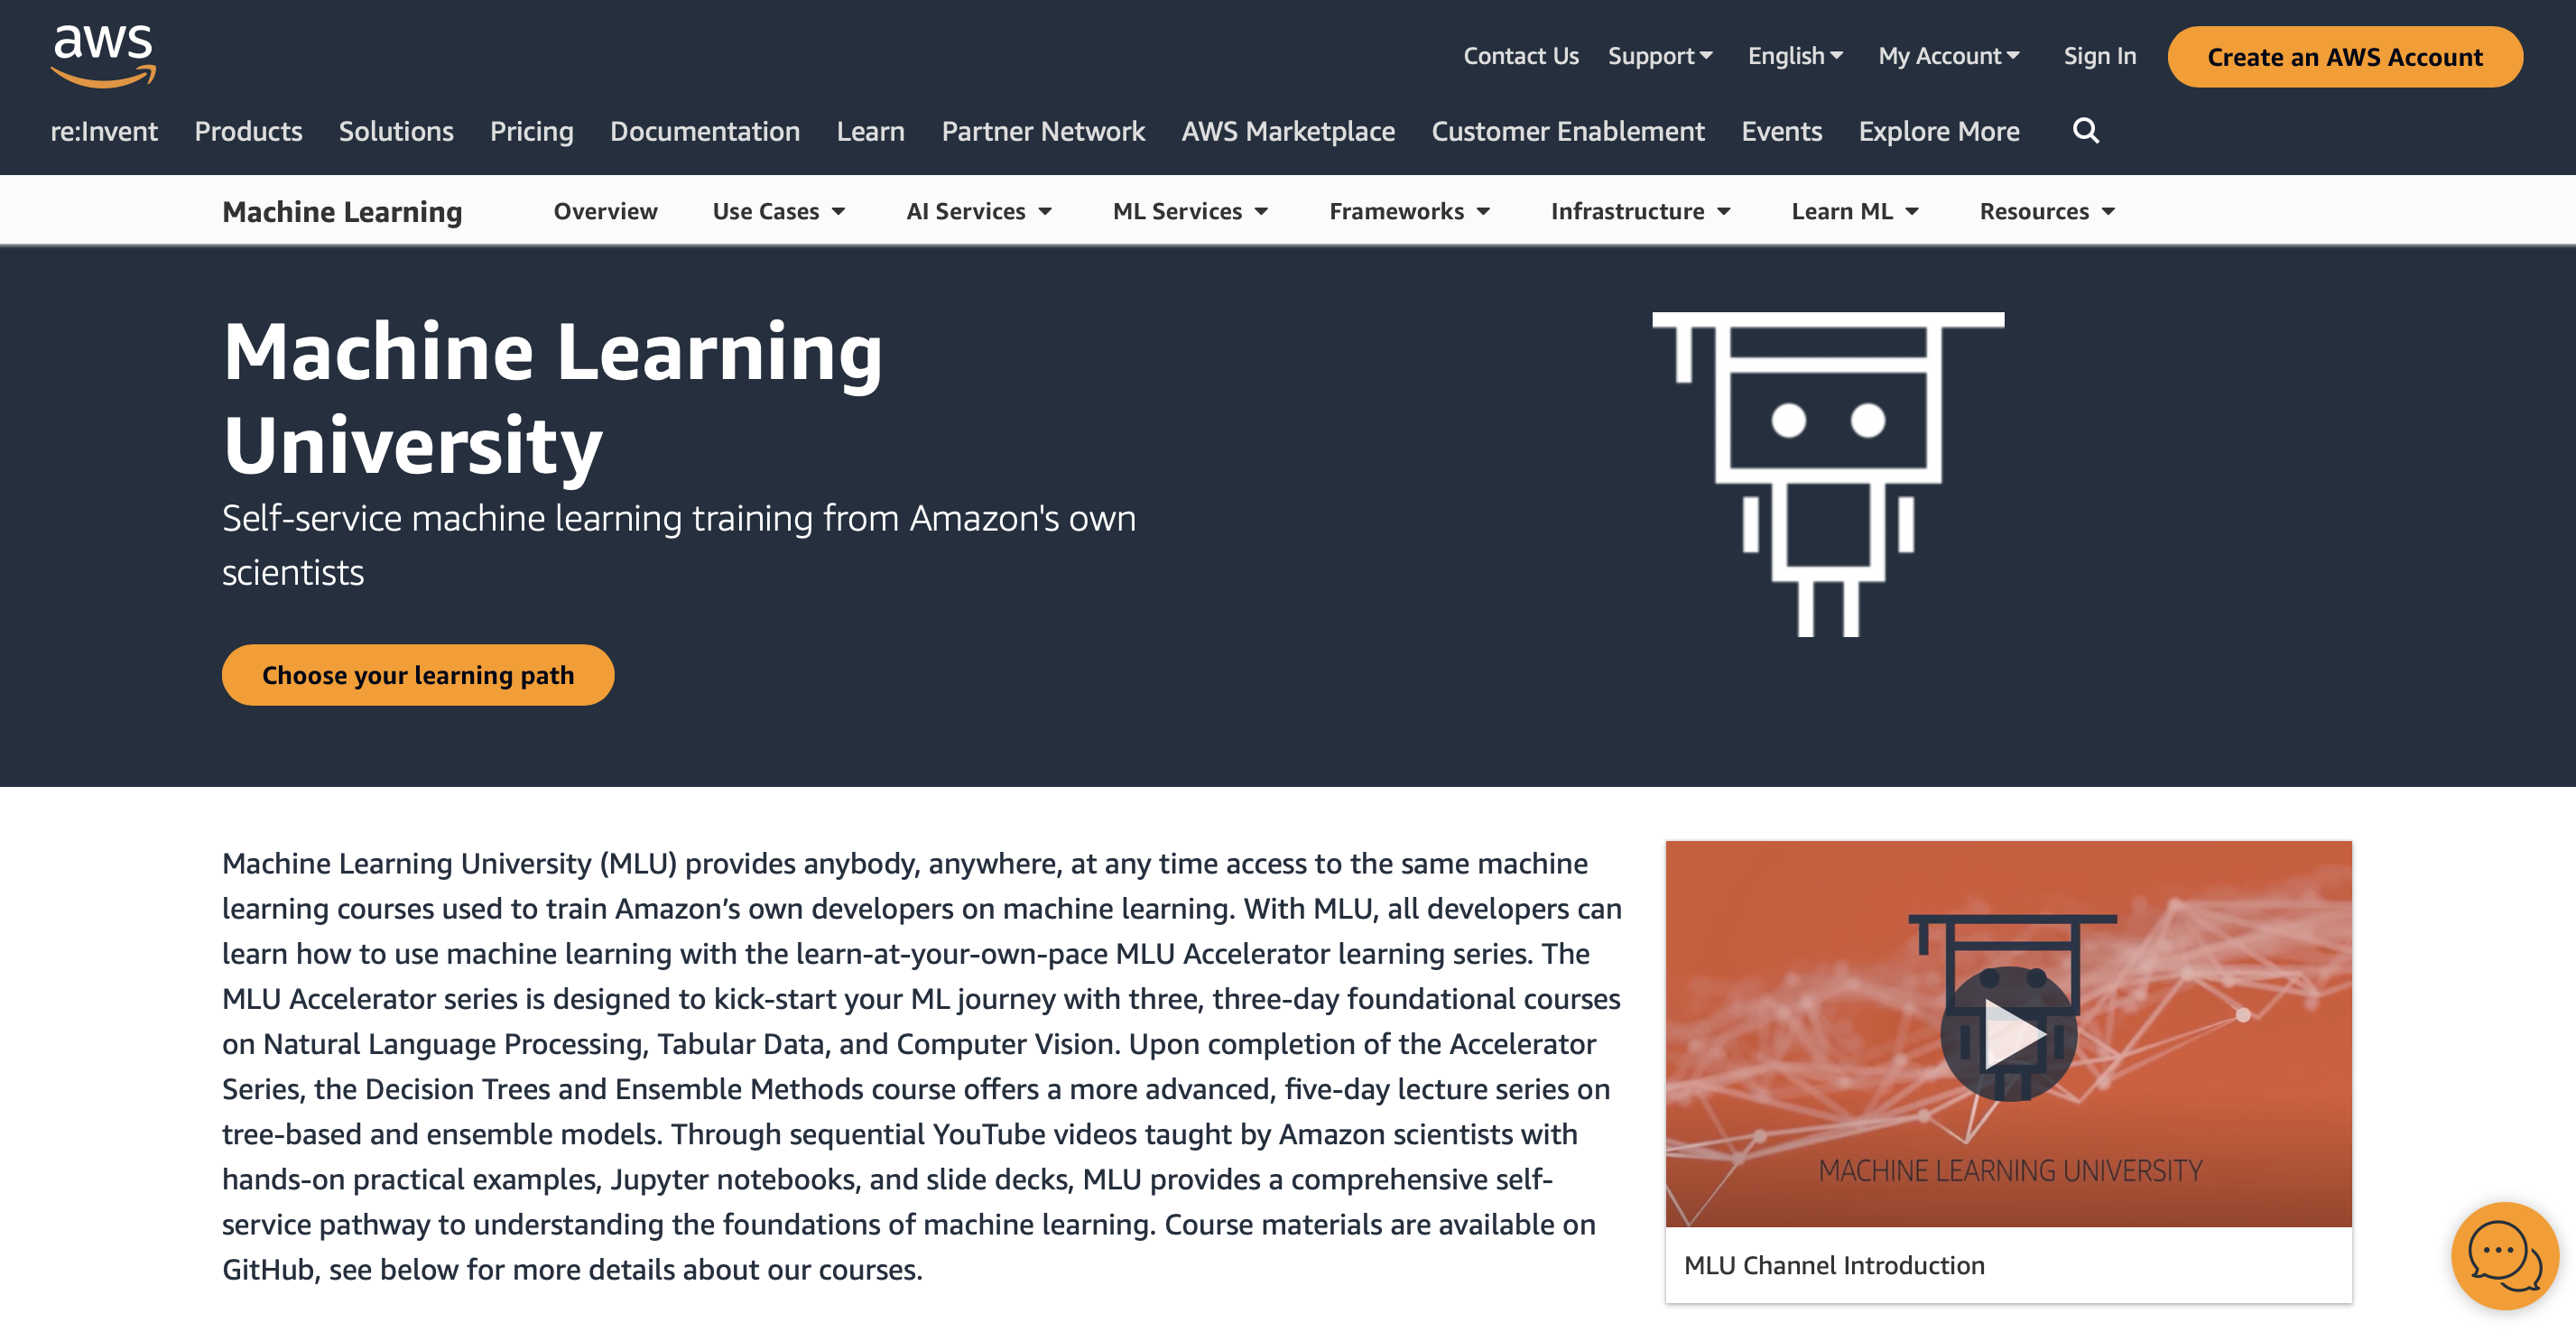 aws
Contact Us Support English My Account Sign In Create an AWS Account
re:Invent Products Solutions Pricing Documentation Learn Partner Network AWS Marketplace Customer Enablement Events Explore More
Machine Learning Overview Use Cases AI Services ML Services Frameworks Infrastructure Learn ML Resources
Machine Learning
University
Self-service machine learning training from Amazon's own
scientists
Choose your learning path
Machine Learning University (MLU) provides anybody, anywhere, at any time access to the same machine
learning courses used to train Amazon’s own developers on machine learning. With MLU, all developers can
learn how to use machine learning with the learn-at-your-own-pace MLU Accelerator learning series. The
MLU Accelerator series is designed to kick-start your ML journey with three, three-day foundational courses
on Natural Language Processing, Tabular Data, and Computer Vision. Upon completion of the Accelerator
Series, the Decision Trees and Ensemble Methods course offers a more advanced, five-day lecture series on
tree-based and ensemble models. Through sequential YouTube videos taught by Amazon scientists with
hands-on practical examples, Jupyter notebooks, and slide decks, MLU provides a comprehensive self-
service pathway to understanding the foundations of machine learning. Course materials are available on
GitHub, see below for more details about our courses.
MACHINE LEARNING UNIVERSITY
MLU Channel Introduction